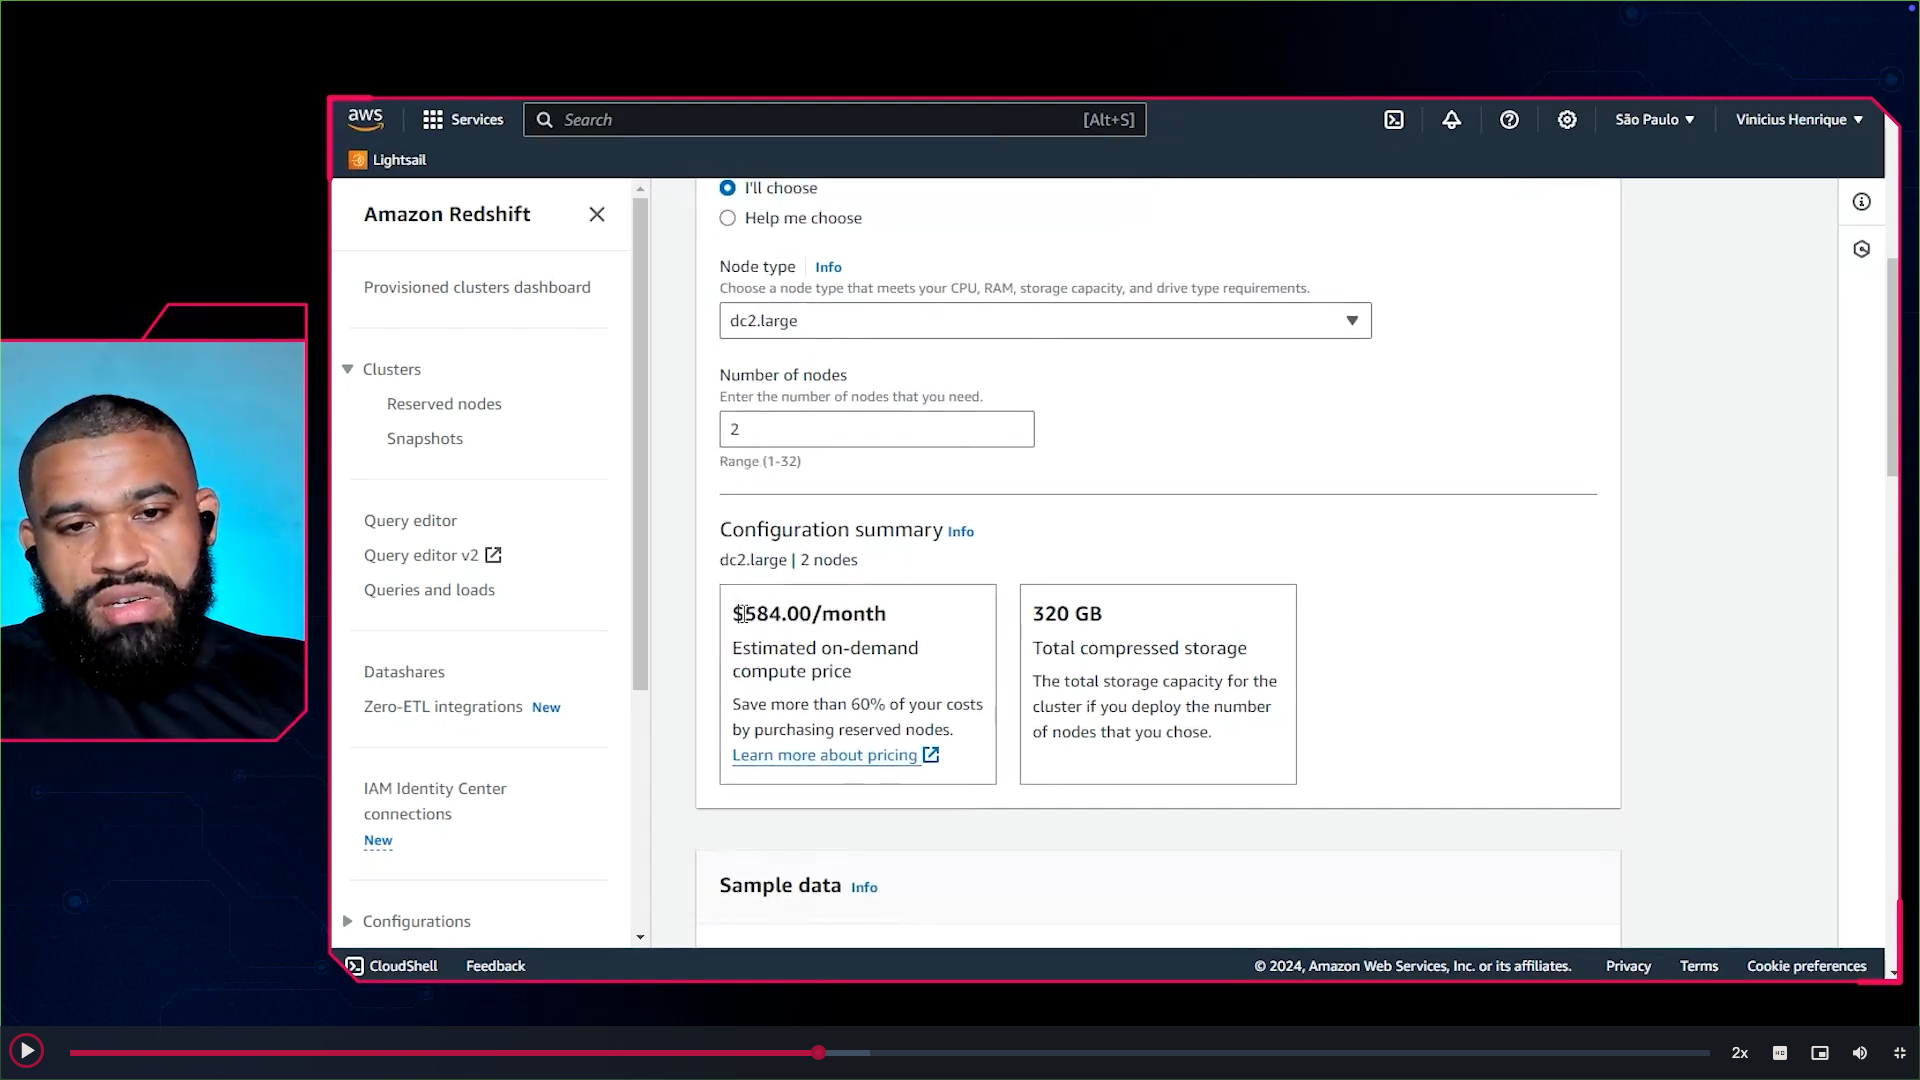 aws
Services
Search
[Alt+S]
São Paulo
Vinicius Henrique
Lightsail
Amazon Redshift
Provisioned clusters dashboard
Clusters
Reserved nodes
Snapshots
Query editor
Query editor v2
Queries and loads
Datashares
Zero-ETL integrations New
IAM Identity Center
connections
New
Configurations
I'll choose
Help me choose
Node type Info
Choose a node type that meets your CPU, RAM, storage capacity, and drive type requirements.
dc2.large
Number of nodes
Enter the number of nodes that you need.
2
Range (1-32)
Configuration summary Info
dc2.large | 2 nodes
$584.00/month
Estimated on-demand
compute price
Save more than 60% of your costs
by purchasing reserved nodes.
Learn more about pricing
320 GB
Total compressed storage
The total storage capacity for the
cluster if you deploy the number
of nodes that you chose.
Sample data Info
CloudShell
Feedback
© 2024, Amazon Web Services, Inc. or its affiliates.
Privacy
Terms
Cookie preferences
2x
HD